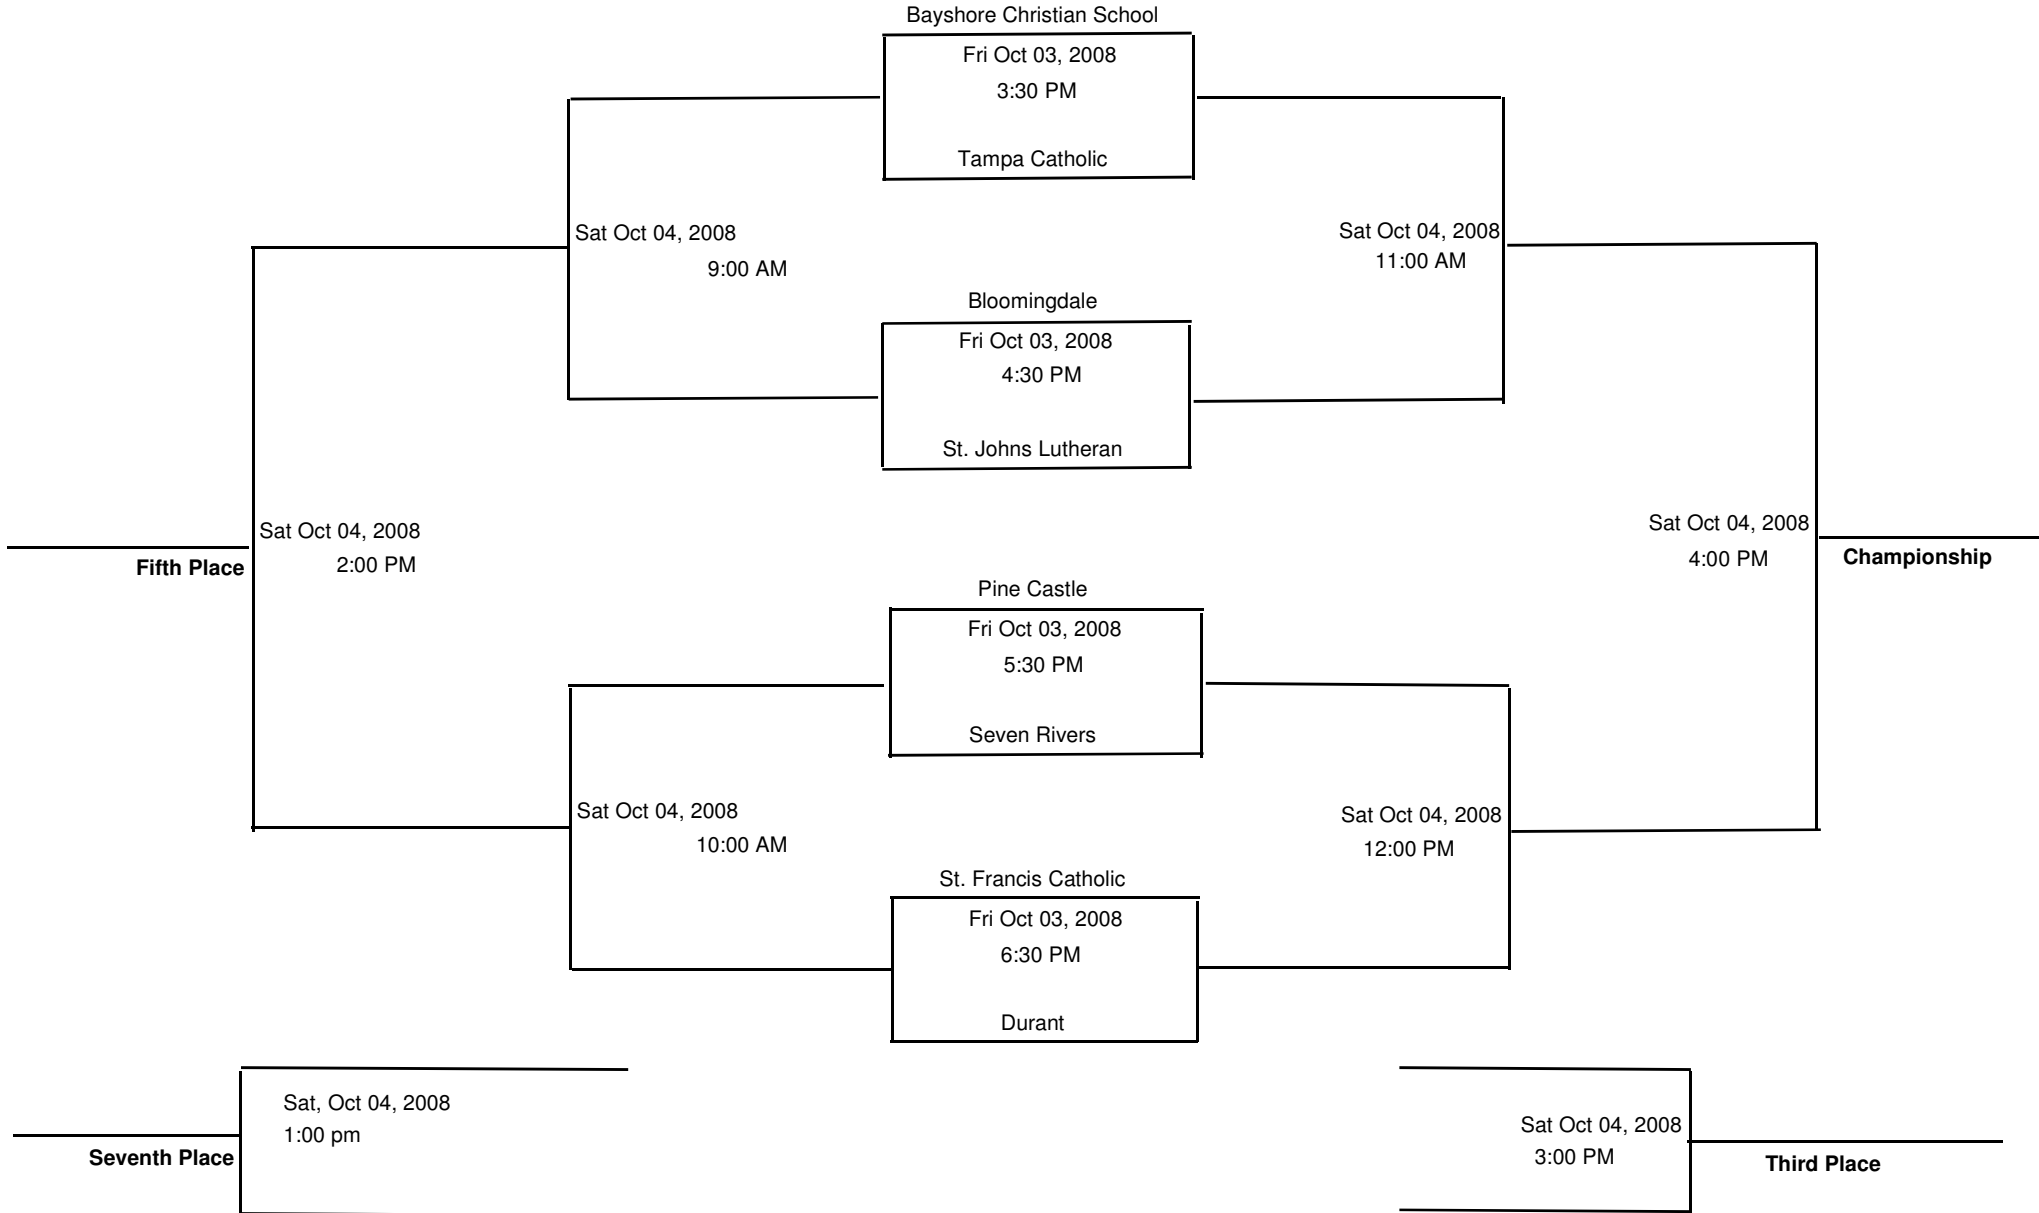 Bayshore Christian School
Fri Oct 03, 2008
3:30 PM
Tampa Catholic
Sat Oct 04, 2008
9:00 AM
Sat Oct 04, 2008
11:00 AM
Bloomingdale
Fri Oct 03, 2008
4:30 PM
St. Johns Lutheran
Sat Oct 04, 2008
2:00 PM
Fifth Place
Sat Oct 04, 2008
4:00 PM
Championship
Pine Castle
Fri Oct 03, 2008
5:30 PM
Seven Rivers
Sat Oct 04, 2008
10:00 AM
Sat Oct 04, 2008
12:00 PM
St. Francis Catholic
Fri Oct 03, 2008
6:30 PM
Durant
Sat, Oct 04, 2008
1:00 pm
Seventh Place
Sat Oct 04, 2008
3:00 PM
Third Place